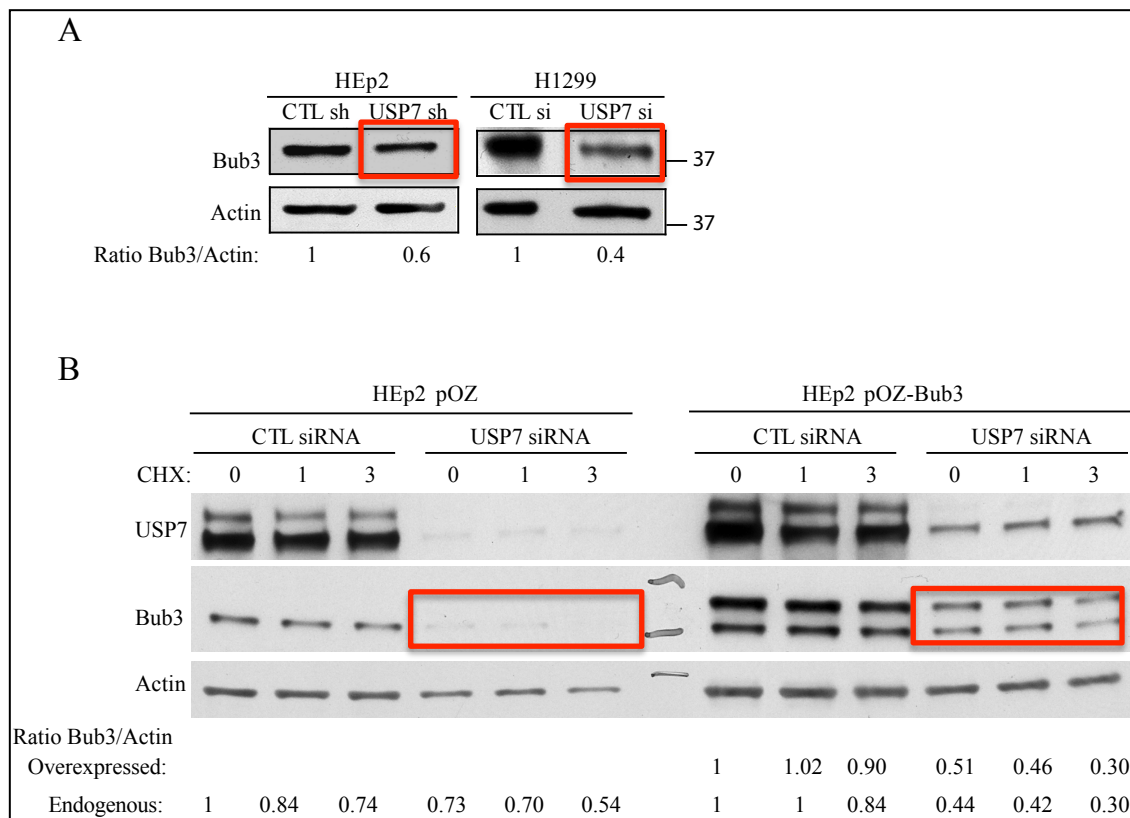 A
HEp2 H1299
CTL sh USP7 sh CTL si USP7 si
Bub3 37
Actin 37
Ratio Bub3/Actin: 1 0.6 1 0.4
B
HEp2 pOZ HEp2 pOZ-Bub3
CTL siRNA USP7 siRNA CTL siRNA USP7 siRNA
CHX: 0 1 3 0 1 3 0 1 3 0 1 3
USP7
Bub3
Actin
Ratio Bub3/Actin
Overexpressed: 1 1.02 0.90 0.51 0.46 0.30
Endogenous: 1 0.84 0.74 0.73 0.70 0.54 1 1 0.84 0.44 0.42 0.30